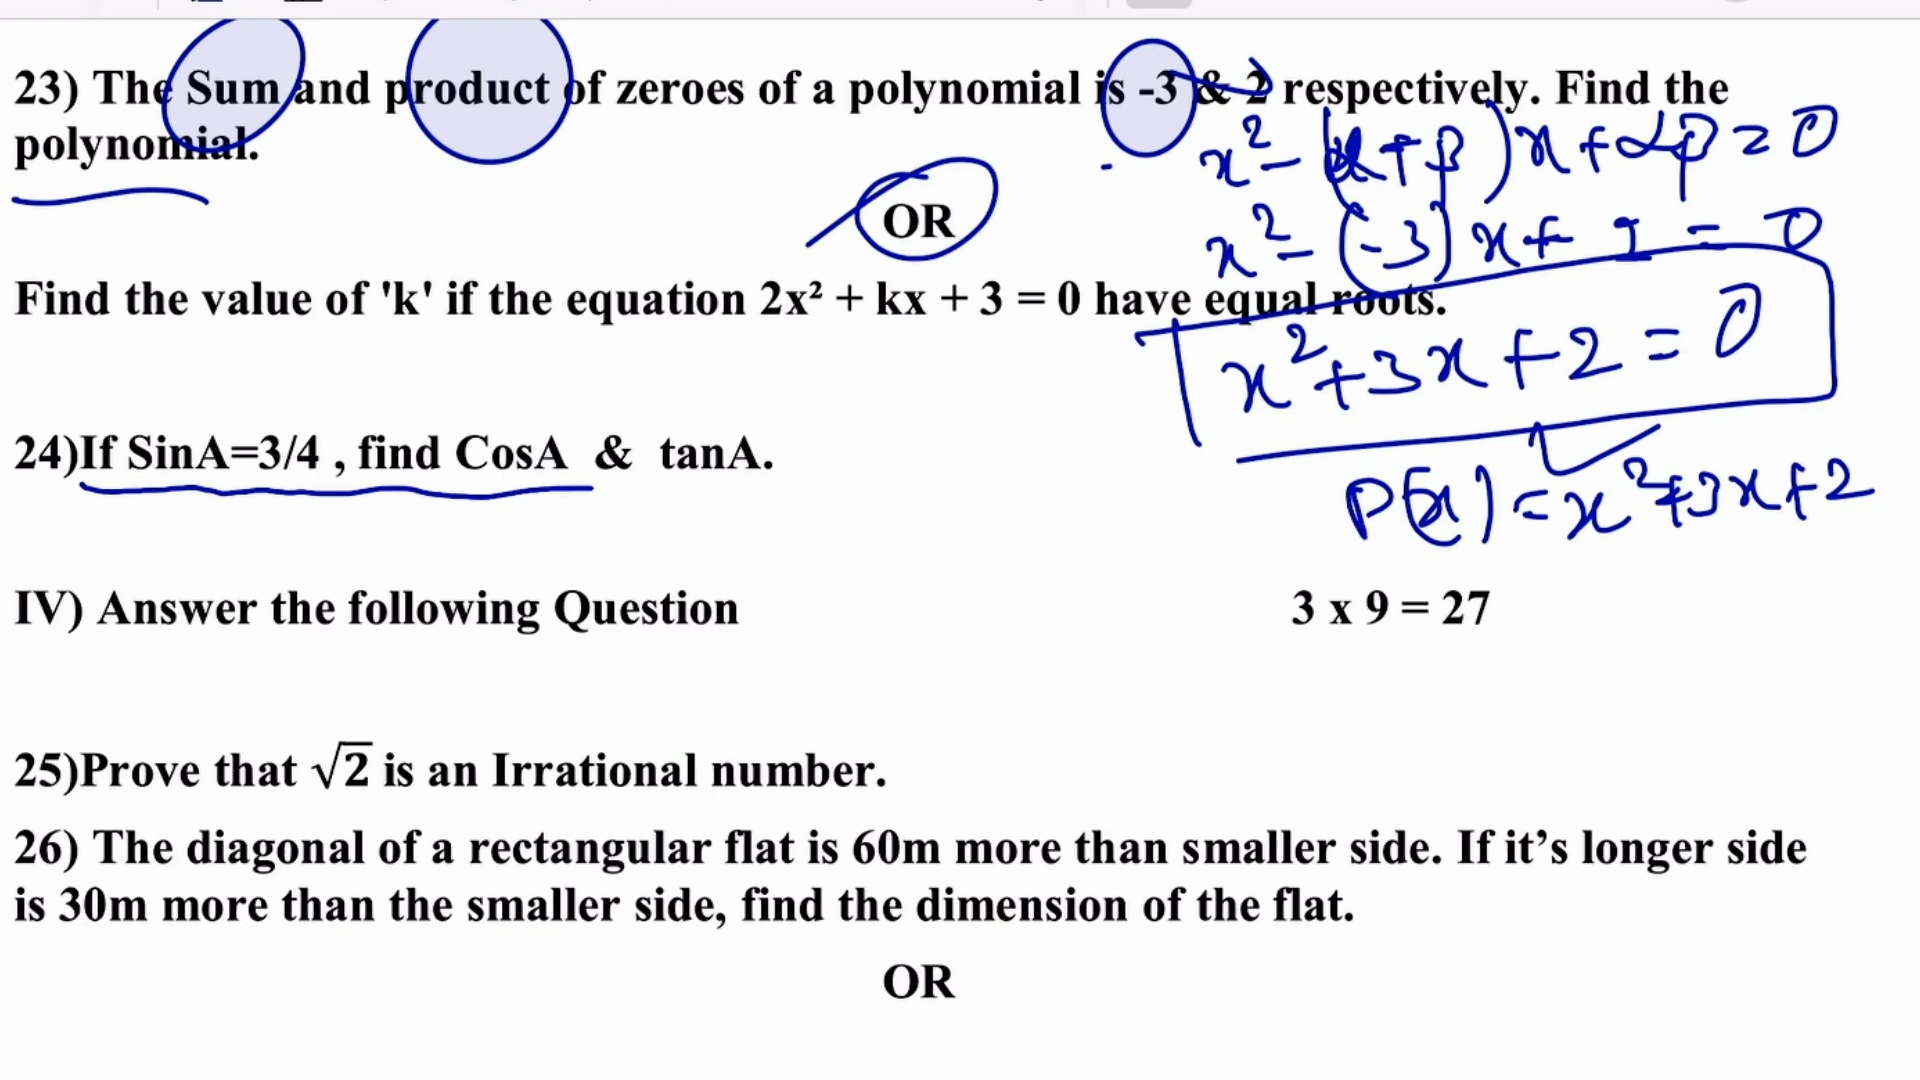 23) The Sum and product of zeroes of a polynomial is -3 & 2 respectively. Find the
polynomial.
x² - (α + β)x + αβ = 0
OR
x² - (-3)x + 2 = 0
Find the value of 'k' if the equation 2x² + kx + 3 = 0 have equal roots.
x² + 3x + 2 = 0
24)If SinA=3/4 , find CosA & tanA.
P(x) = x² + 3x + 2
IV) Answer the following Question 3 x 9 = 27
25)Prove that √2 is an Irrational number.
26) The diagonal of a rectangular flat is 60m more than smaller side. If it’s longer side
is 30m more than the smaller side, find the dimension of the flat.
OR